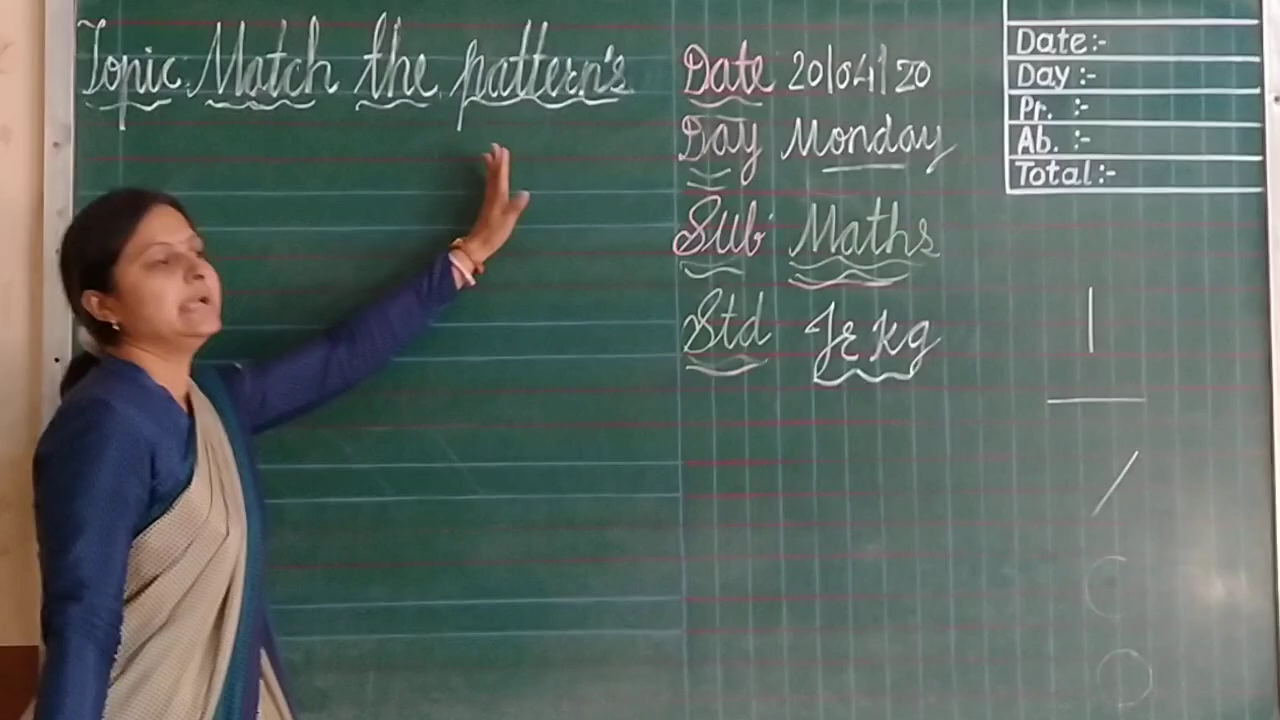 Topic: Match the pattern's
Date 20/04/20
Day Monday
Sub: Maths
Std Jr kg
Date:-
Day :-
Pr. :-
Ab. :-
Total:-